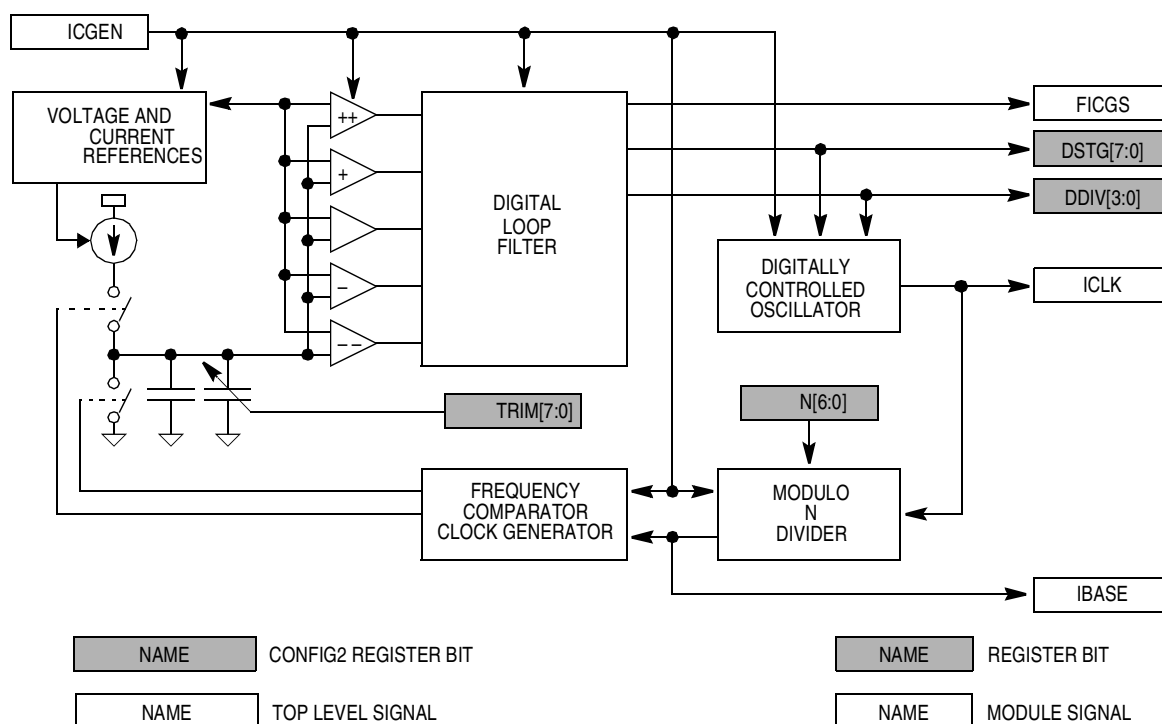 ICGEN
VOLTAGE AND
CURRENT
REFERENCES
++
+
-
--
DIGITAL
LOOP
FILTER
FICGS
DSTG[7:0]
DDIV[3:0]
DIGITALLY
CONTROLLED
OSCILLATOR
ICLK
TRIM[7:0]
N[6:0]
FREQUENCY
COMPARATOR
CLOCK GENERATOR
MODULO
N
DIVIDER
IBASE
NAME CONFIG2 REGISTER BIT
NAME REGISTER BIT
NAME TOP LEVEL SIGNAL
NAME MODULE SIGNAL